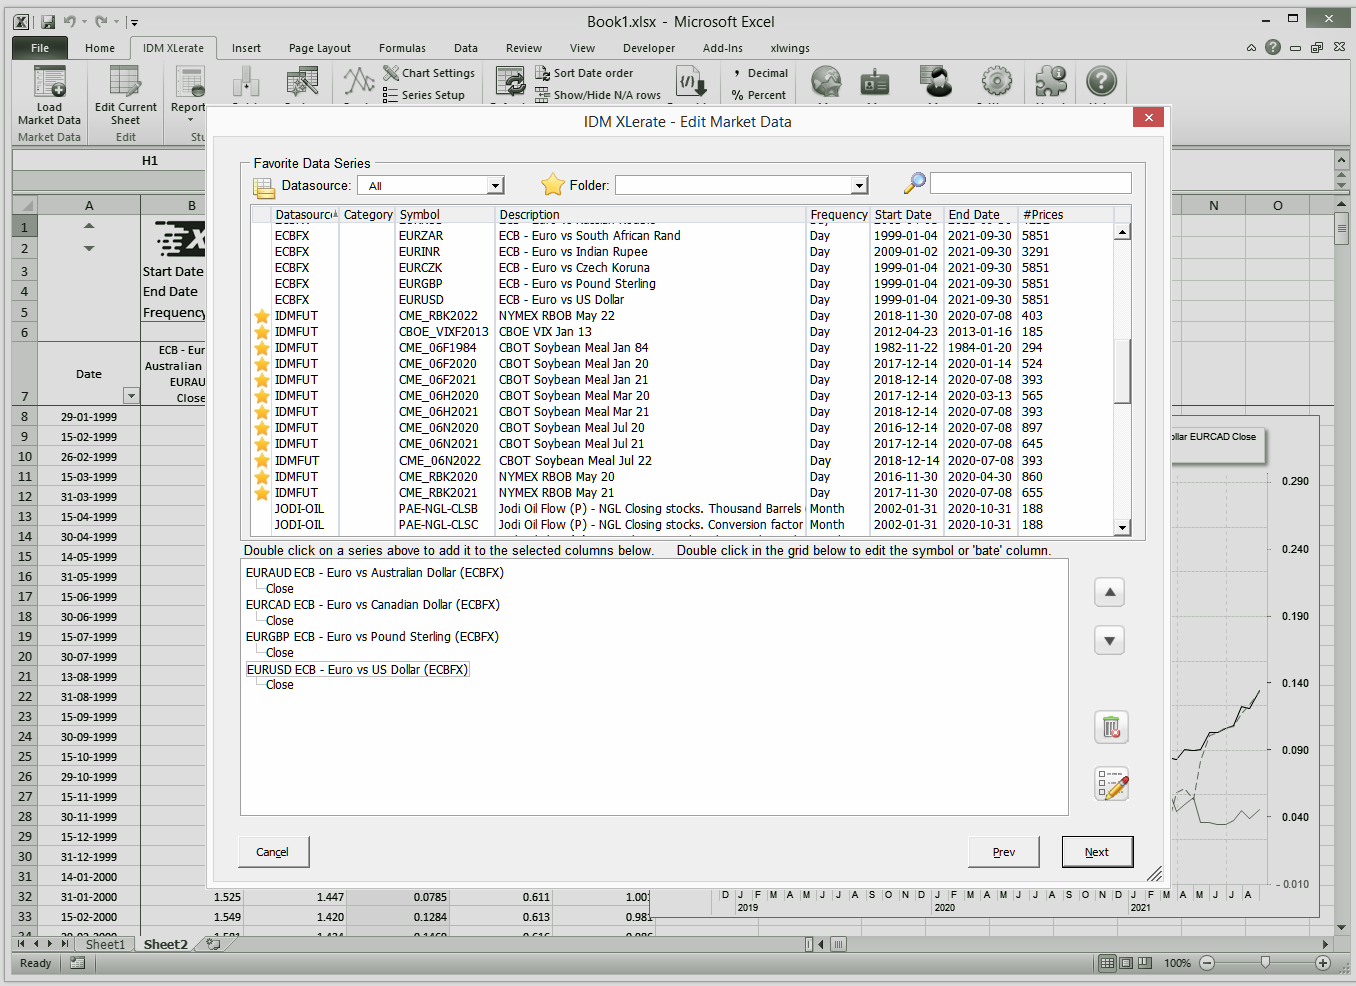 Book1.xlsx - Microsoft Excel
File Home IDM XLerate Insert Page Layout Formulas Data Review View Developer Add-Ins xlwings
Load Market Data
Edit Current Sheet
Report
Chart Settings
Series Setup
Sort Date order
Show/Hide N/A rows
Decimal
% Percent
Market Data Edit
H1
IDM XLerate - Edit Market Data
Favorite Data Series
Datasource: All Folder:
Datasource Category Symbol Description Frequency Start Date End Date #Prices
ECBFX EURZAR ECB - Euro vs South African Rand Day 1999-01-04 2021-09-30 5851
ECBFX EURINR ECB - Euro vs Indian Rupee Day 2009-01-02 2021-09-30 3291
ECBFX EURCZK ECB - Euro vs Czech Koruna Day 1999-01-04 2021-09-30 5851
ECBFX EURGBP ECB - Euro vs Pound Sterling Day 1999-01-04 2021-09-30 5851
ECBFX EURUSD ECB - Euro vs US Dollar Day 1999-01-04 2021-09-30 5851
IDMFUT CME_RBK2022 NYMEX RBOB May 22 Day 2018-11-30 2020-07-08 403
IDMFUT CBOE_VIXF2013 CBOE VIX Jan 13 Day 2012-04-23 2013-01-16 185
IDMFUT CME_06F1984 CBOT Soybean Meal Jan 84 Day 1982-11-22 1984-01-20 294
IDMFUT CME_06F2020 CBOT Soybean Meal Jan 20 Day 2017-12-14 2020-01-14 524
IDMFUT CME_06F2021 CBOT Soybean Meal Jan 21 Day 2018-12-14 2020-07-08 393
IDMFUT CME_06H2020 CBOT Soybean Meal Mar 20 Day 2017-12-14 2020-03-13 565
IDMFUT CME_06H2021 CBOT Soybean Meal Mar 21 Day 2018-12-14 2020-07-08 393
IDMFUT CME_06N2020 CBOT Soybean Meal Jul 20 Day 2016-12-14 2020-07-08 897
IDMFUT CME_06N2021 CBOT Soybean Meal Jul 21 Day 2017-12-14 2020-07-08 645
IDMFUT CME_06N2022 CBOT Soybean Meal Jul 22 Day 2018-12-14 2020-07-08 393
IDMFUT CME_RBK2020 NYMEX RBOB May 20 Day 2016-11-30 2020-04-30 860
IDMFUT CME_RBK2021 NYMEX RBOB May 21 Day 2017-11-30 2020-07-08 655
JODI-OIL PAE-NGL-CLSB Jodi Oil Flow (P) - NGL Closing stocks. Thousand Barrels Month 2002-01-31 2020-10-31 188
JODI-OIL PAE-NGL-CLSC Jodi Oil Flow (P) - NGL Closing stocks. Conversion factor Month 2002-01-31 2020-10-31 188
Double click on a series above to add it to the selected columns below. Double click in the grid below to edit the symbol or 'bate' column.
EURAUD ECB - Euro vs Australian Dollar (ECBFX)
Close
EURCAD ECB - Euro vs Canadian Dollar (ECBFX)
Close
EURGBP ECB - Euro vs Pound Sterling (ECBFX)
Close
EURUSD ECB - Euro vs US Dollar (ECBFX)
Close
Cancel Prev Next
A B N O
1
2
3 Start Date
4 End Date
5 Frequency
6
ECB - Eur
Australian
EURAU
Close
7 Date
8 29-01-1999
9 15-02-1999
10 26-02-1999
11 15-03-1999
12 31-03-1999
13 15-04-1999
14 30-04-1999
15 14-05-1999
16 31-05-1999
17 15-06-1999
18 30-06-1999
19 15-07-1999
20 30-07-1999
21 13-08-1999
22 31-08-1999
23 15-09-1999
24 30-09-1999
25 15-10-1999
26 29-10-1999
27 15-11-1999
28 30-11-1999
29 15-12-1999
30 31-12-1999
31 14-01-2000
32 31-01-2000 1.525 1.447 0.0785 0.611 1.001
33 15-02-2000 1.549 1.420 0.1284 0.613 0.981
ollar EURCAD Close
0.290
0.240
0.190
0.140
0.090
0.040
-0.010
D J F M A M J J A S O N D J F M A M J J A S O N D J F M A M J J A
2019 2020 2021
Sheet1 Sheet2
Ready 100%